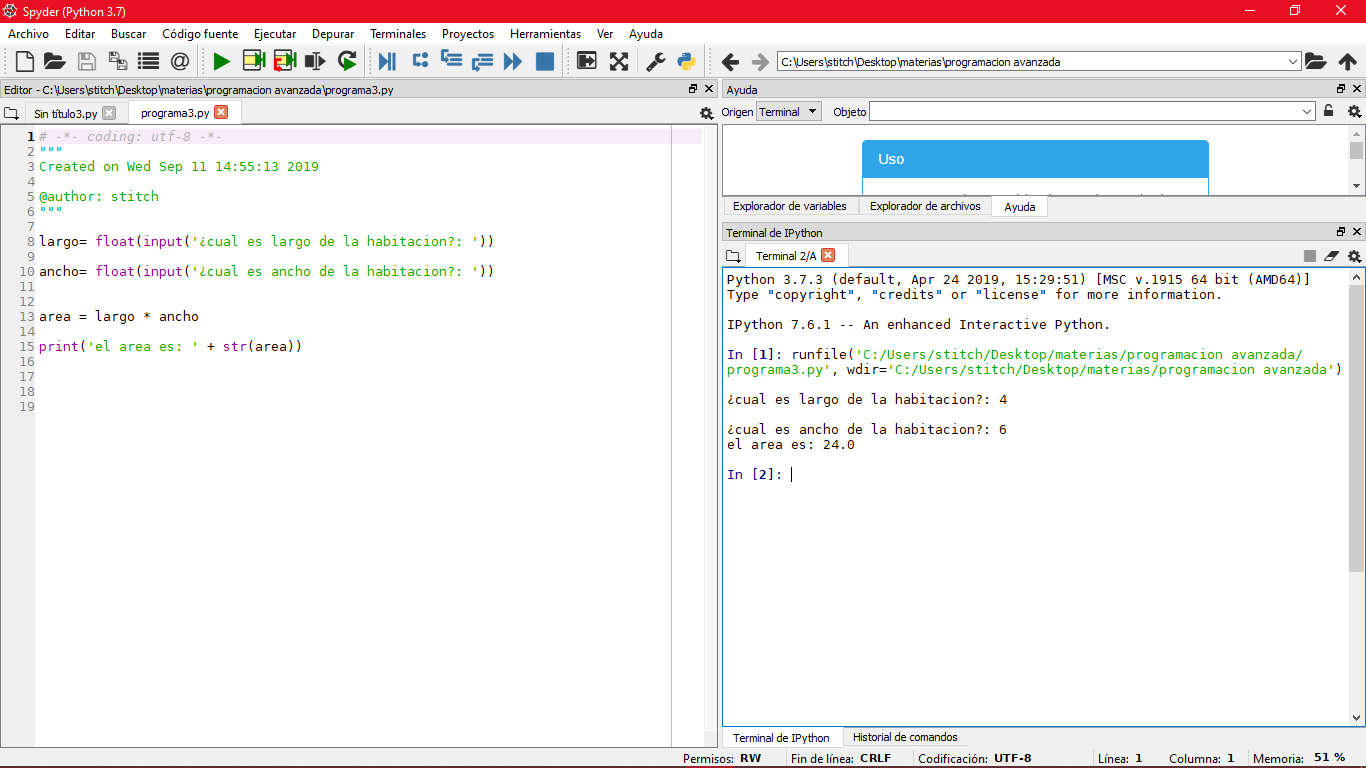 Spyder (Python 3.7)
Archivo Editar Buscar Código fuente Ejecutar Depurar Terminales Proyectos Herramientas Ver Ayuda
C:\Users\stitch\Desktop\materias\programacion avanzada
Editor - C:\Users\stitch\Desktop\materias\programacion avanzada\programa3.py
Sin título3.py programa3.py
1 # -*- coding: utf-8 -*-
2 """
3 Created on Wed Sep 11 14:55:13 2019
4
5 @author: stitch
6 """
7
8 largo= float(input('¿cual es largo de la habitacion?: '))
9
10 ancho= float(input('¿cual es ancho de la habitacion?: '))
11
12
13 area = largo * ancho
14
15 print('el area es: ' + str(area))
16
17
18
19
Ayuda
Origen Terminal Objeto
Uso
Explorador de variables Explorador de archivos Ayuda
Terminal de IPython
Terminal 2/A
Python 3.7.3 (default, Apr 24 2019, 15:29:51) [MSC v.1915 64 bit (AMD64)]
Type "copyright", "credits" or "license" for more information.
IPython 7.6.1 -- An enhanced Interactive Python.
In [1]: runfile('C:/Users/stitch/Desktop/materias/programacion avanzada/
programa3.py', wdir='C:/Users/stitch/Desktop/materias/programacion avanzada')
¿cual es largo de la habitacion?: 4
¿cual es ancho de la habitacion?: 6
el area es: 24.0
In [2]:
Terminal de IPython Historial de comandos
Permisos: RW Fin de línea: CRLF Codificación: UTF-8 Línea: 1 Columna: 1 Memoria: 51 %